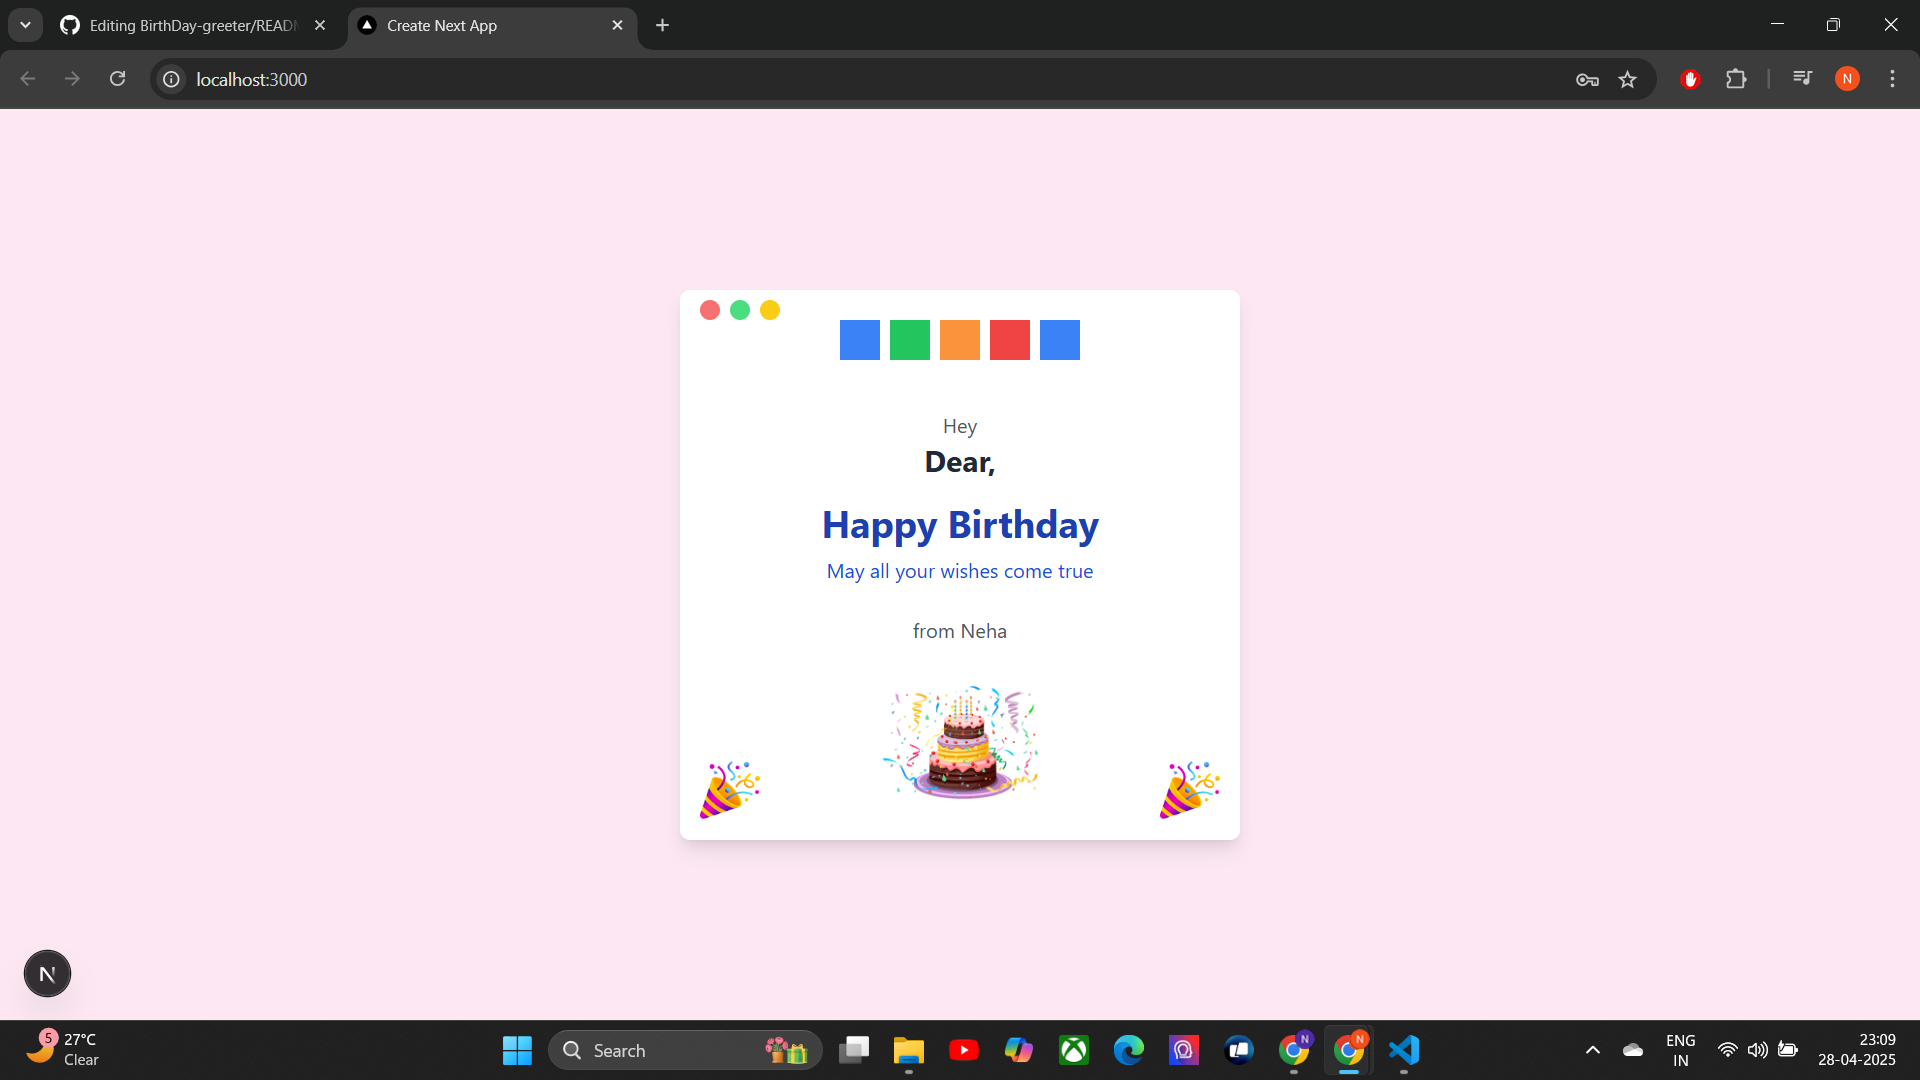 Editing BirthDay-greeter/READ
Create Next App
localhost:3000
N
Hey
Dear,
Happy Birthday
May all your wishes come true
from Neha
N
5
27°C
Clear
Search
N
N
ENG
IN
23:09
28-04-2025